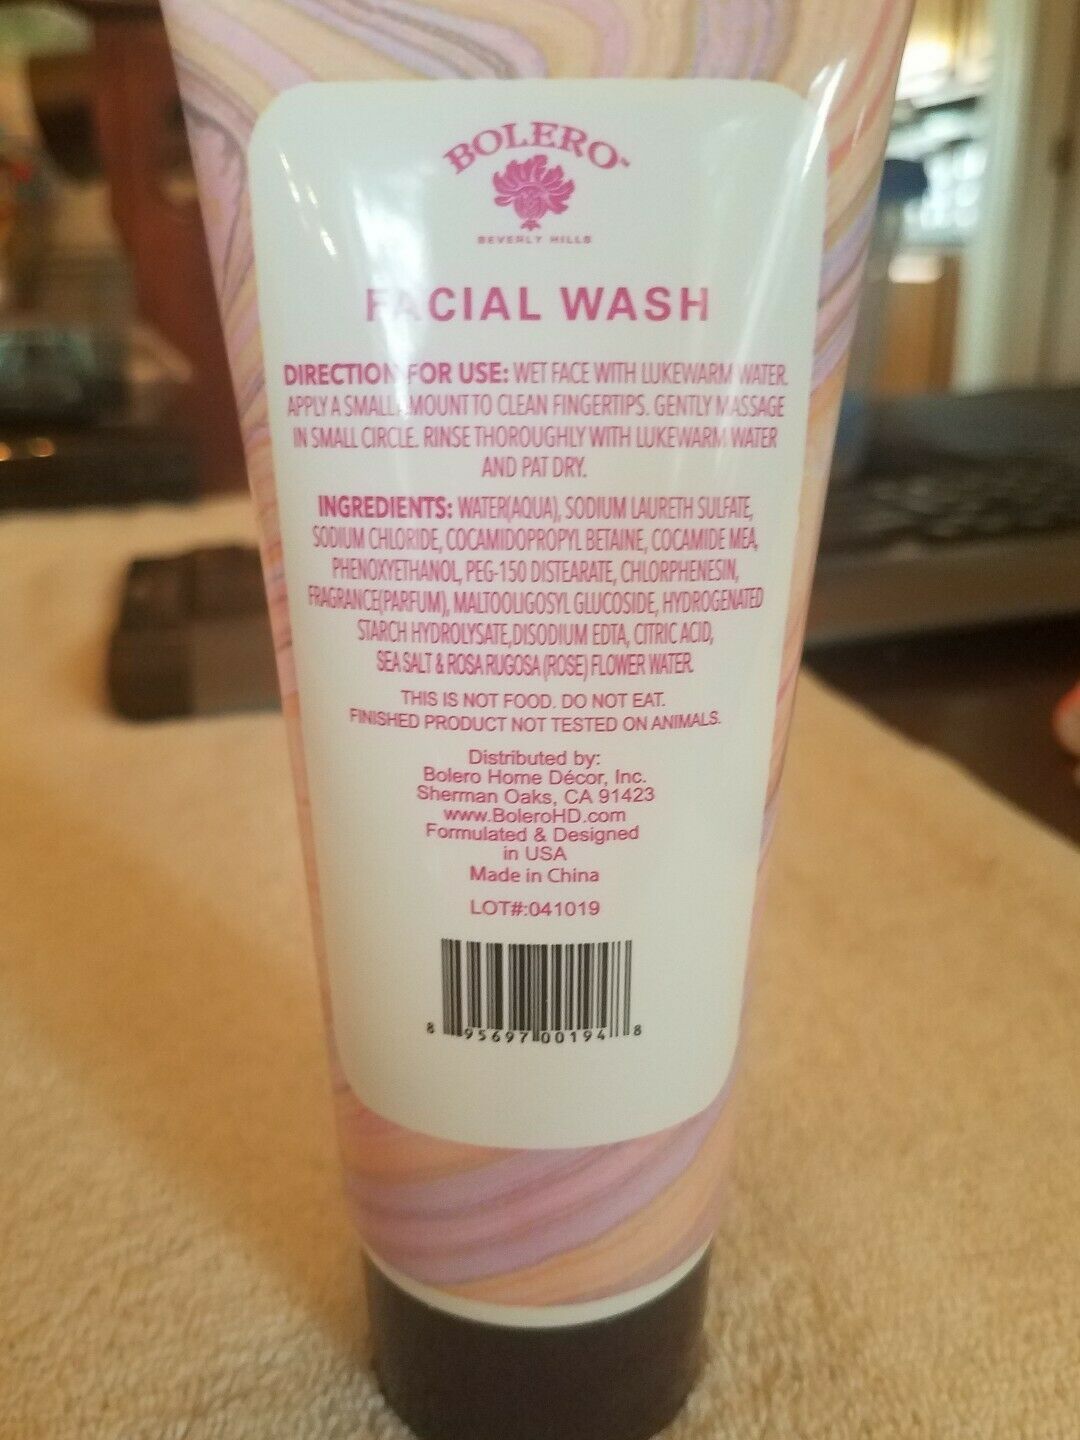 BOLERO™
BEVERLY HILLS
FACIAL WASH
DIRECTION FOR USE: WET FACE WITH LUKEWARM WATER.
APPLY A SMALL AMOUNT TO CLEAN FINGERTIPS. GENTLY MASSAGE
IN SMALL CIRCLE. RINSE THOROUGHLY WITH LUKEWARM WATER
AND PAT DRY.
INGREDIENTS: WATER(AQUA), SODIUM LAURETH SULFATE,
SODIUM CHLORIDE, COCAMIDOPROPYL BETAINE, COCAMIDE MEA,
PHENOXYETHANOL, PEG-150 DISTEARATE, CHLORPHENESIN,
FRAGRANCE(PARFUM), MALTOOLIGOSYL GLUCOSIDE, HYDROGENATED
STARCH HYDROLYSATE,DISODIUM EDTA, CITRIC ACID,
SEA SALT & ROSA RUGOSA (ROSE) FLOWER WATER.
THIS IS NOT FOOD. DO NOT EAT.
FINISHED PRODUCT NOT TESTED ON ANIMALS.
Distributed by:
Bolero Home Décor, Inc.
Sherman Oaks, CA 91423
www.BoleroHD.com
Formulated & Designed
in USA
Made in China
LOT#:041019
8 95697 00194 8